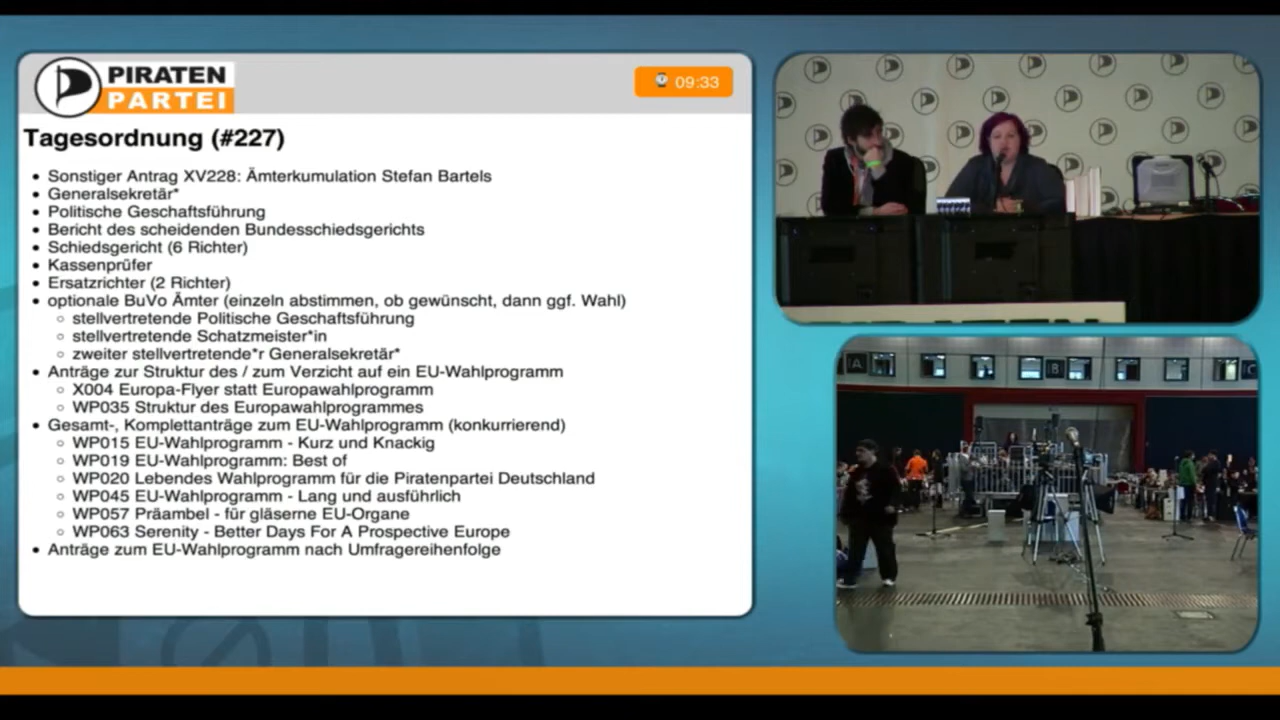 PIRATEN
PARTEI
09:33
Tagesordnung (#227)
• Sonstiger Antrag XV228: Ämterkumulation Stefan Bartels
• Generalsekretär*
• Politische Geschaftsführung
• Bericht des scheidenden Bundesschiedsgerichts
• Schiedsgericht (6 Richter)
• Kassenprüfer
• Ersatzrichter (2 Richter)
• optionale BuVo Ämter (einzeln abstimmen, ob gewünscht, dann ggf. Wahl)
○ stellvertretende Politische Geschaftsführung
○ stellvertretende Schatzmeister*in
○ zweiter stellvertretende*r Generalsekretär*
• Anträge zur Struktur des / zum Verzicht auf ein EU-Wahlprogramm
○ X004 Europa-Flyer statt Europawahlprogramm
○ WP035 Struktur des Europawahlprogrammes
• Gesamt-, Komplettanträge zum EU-Wahlprogramm (konkurrierend)
○ WP015 EU-Wahlprogramm - Kurz und Knackig
○ WP019 EU-Wahlprogramm: Best of
○ WP020 Lebendes Wahlprogramm für die Piratenpartei Deutschland
○ WP045 EU-Wahlprogramm - Lang und ausführlich
○ WP057 Präambel - für gläserne EU-Organe
○ WP063 Serenity - Better Days For A Prospective Europe
• Anträge zum EU-Wahlprogramm nach Umfragereihenfolge
A
B
C